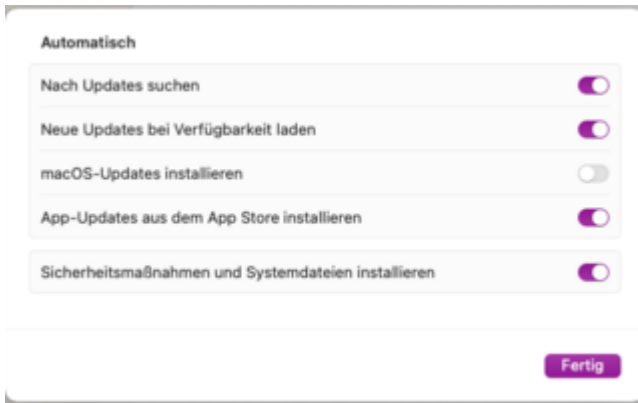 Automatisch
Nach Updates suchen
Neue Updates bei Verfügbarkeit laden
macOS-Updates installieren
App-Updates aus dem App Store installieren
Sicherheitsmaßnahmen und Systemdateien installieren
Fertig